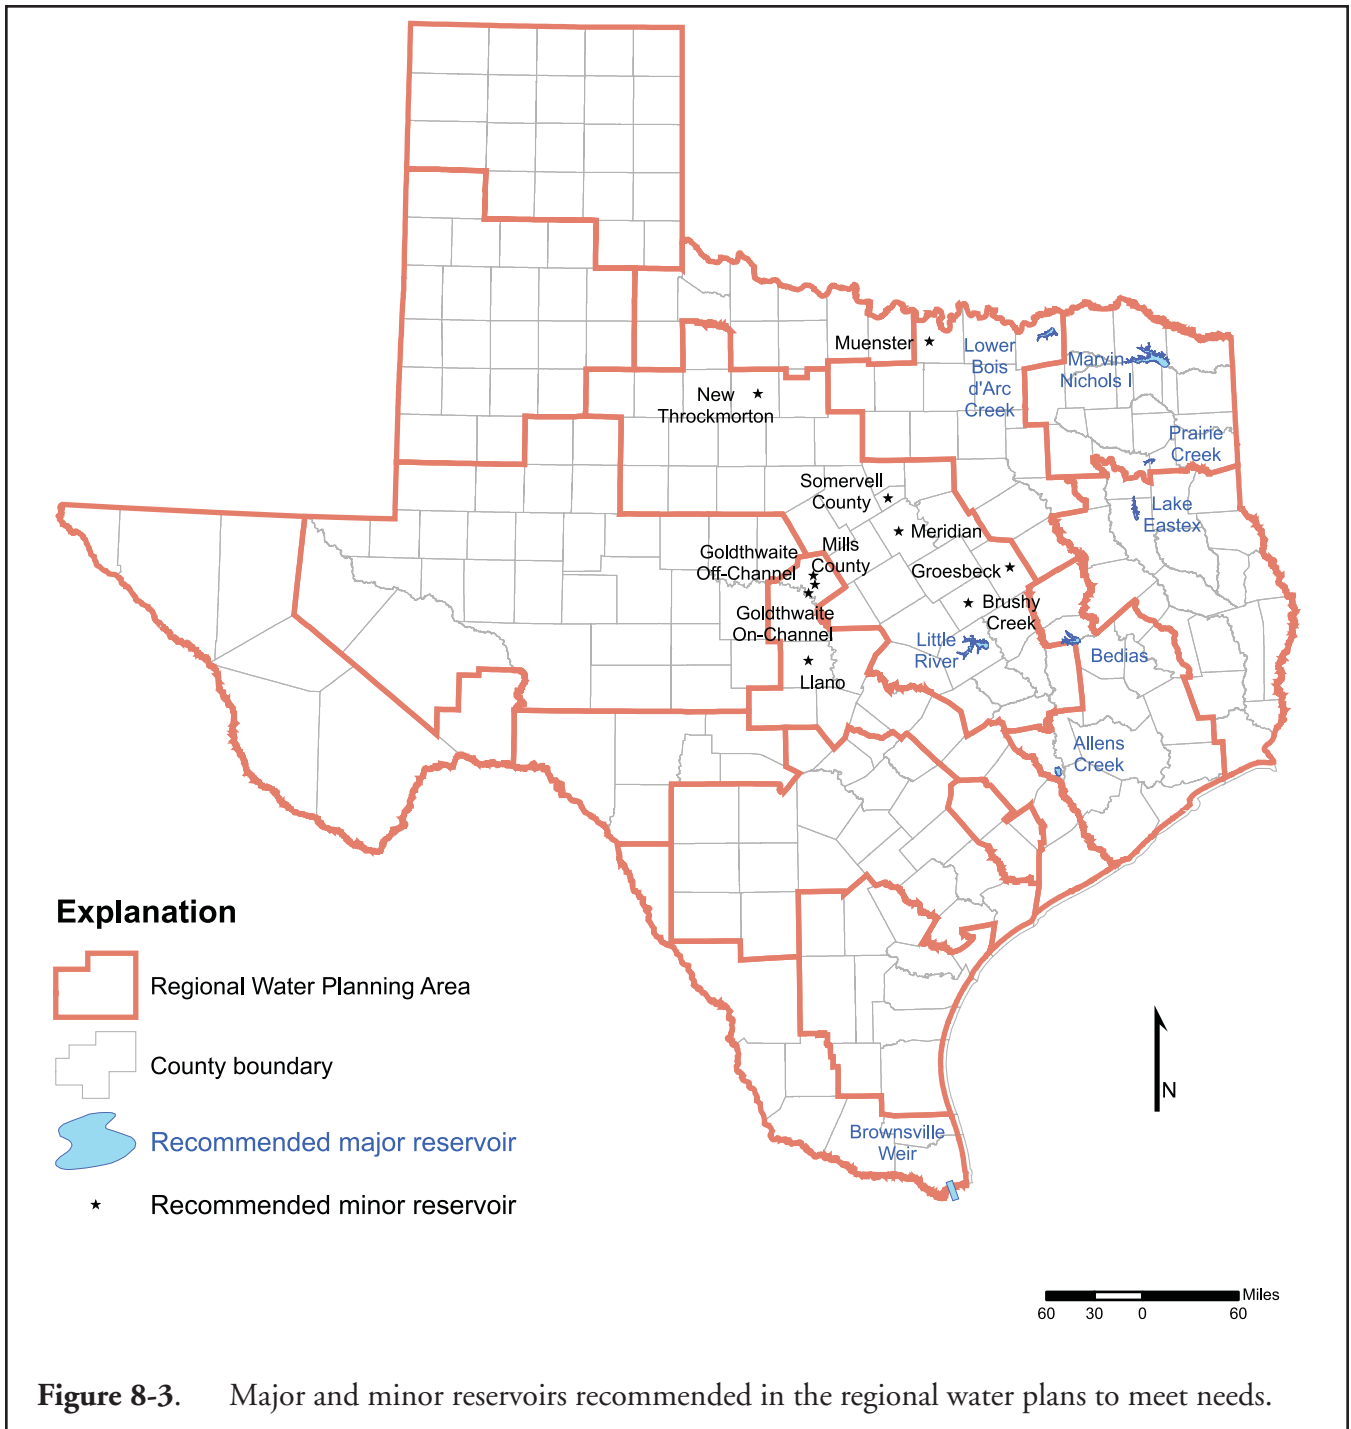 Muenster
Lower
Bois
d'Arc
Creek
Marvin
Nichols I
New
Throckmorton
Prairie
Creek
Somervell
County
Lake
Eastex
Meridian
Mills
County
Goldthwaite
Off-Channel
Groesbeck
Brushy
Creek
Goldthwaite
On-Channel
Little
River
Bedias
Llano
Allens
Creek
Explanation
Regional Water Planning Area
County boundary
Recommended major reservoir
Recommended minor reservoir
Brownsville
Weir
N
Miles
60 30 0 60
Figure 8-3. Major and minor reservoirs recommended in the regional water plans to meet needs.